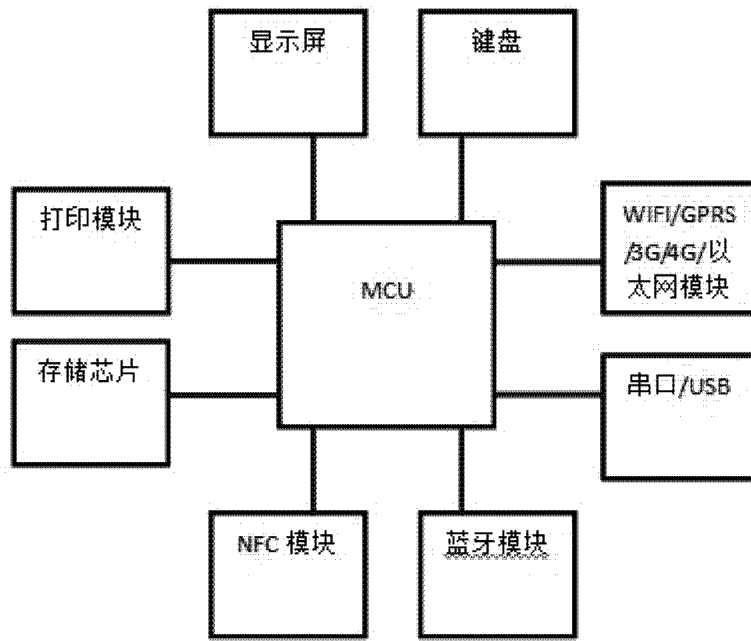 显示屏
键盘
打印模块
MCU
WIFI/GPRS
/3G/4G/以
太网模块
存储芯片
串口/USB
NFC 模块
蓝牙模块